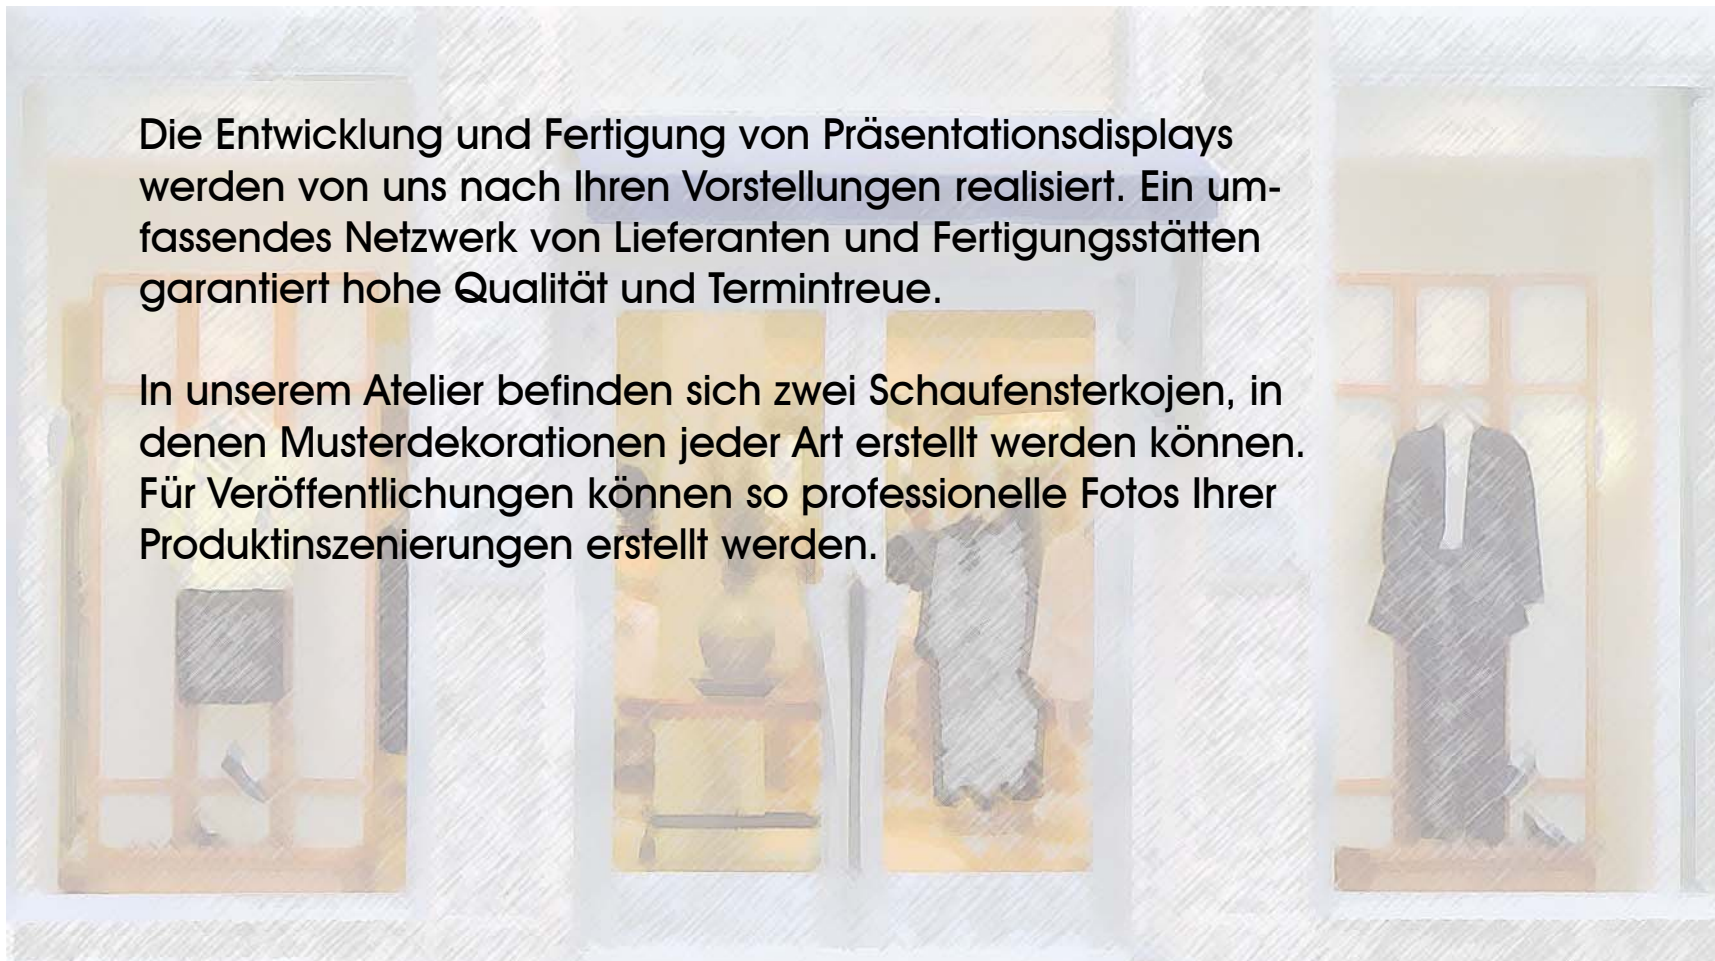 Die Entwicklung und Fertigung von Präsentationsdisplays
werden von uns nach Ihren Vorstellungen realisiert. Ein um-
fassendes Netzwerk von Lieferanten und Fertigungsstätten
garantiert hohe Qualität und Termintreue.
In unserem Atelier befinden sich zwei Schaufensterkojen, in
denen Musterdekorationen jeder Art erstellt werden können.
Für Veröffentlichungen können so professionelle Fotos Ihrer
Produktinszenierungen erstellt werden.